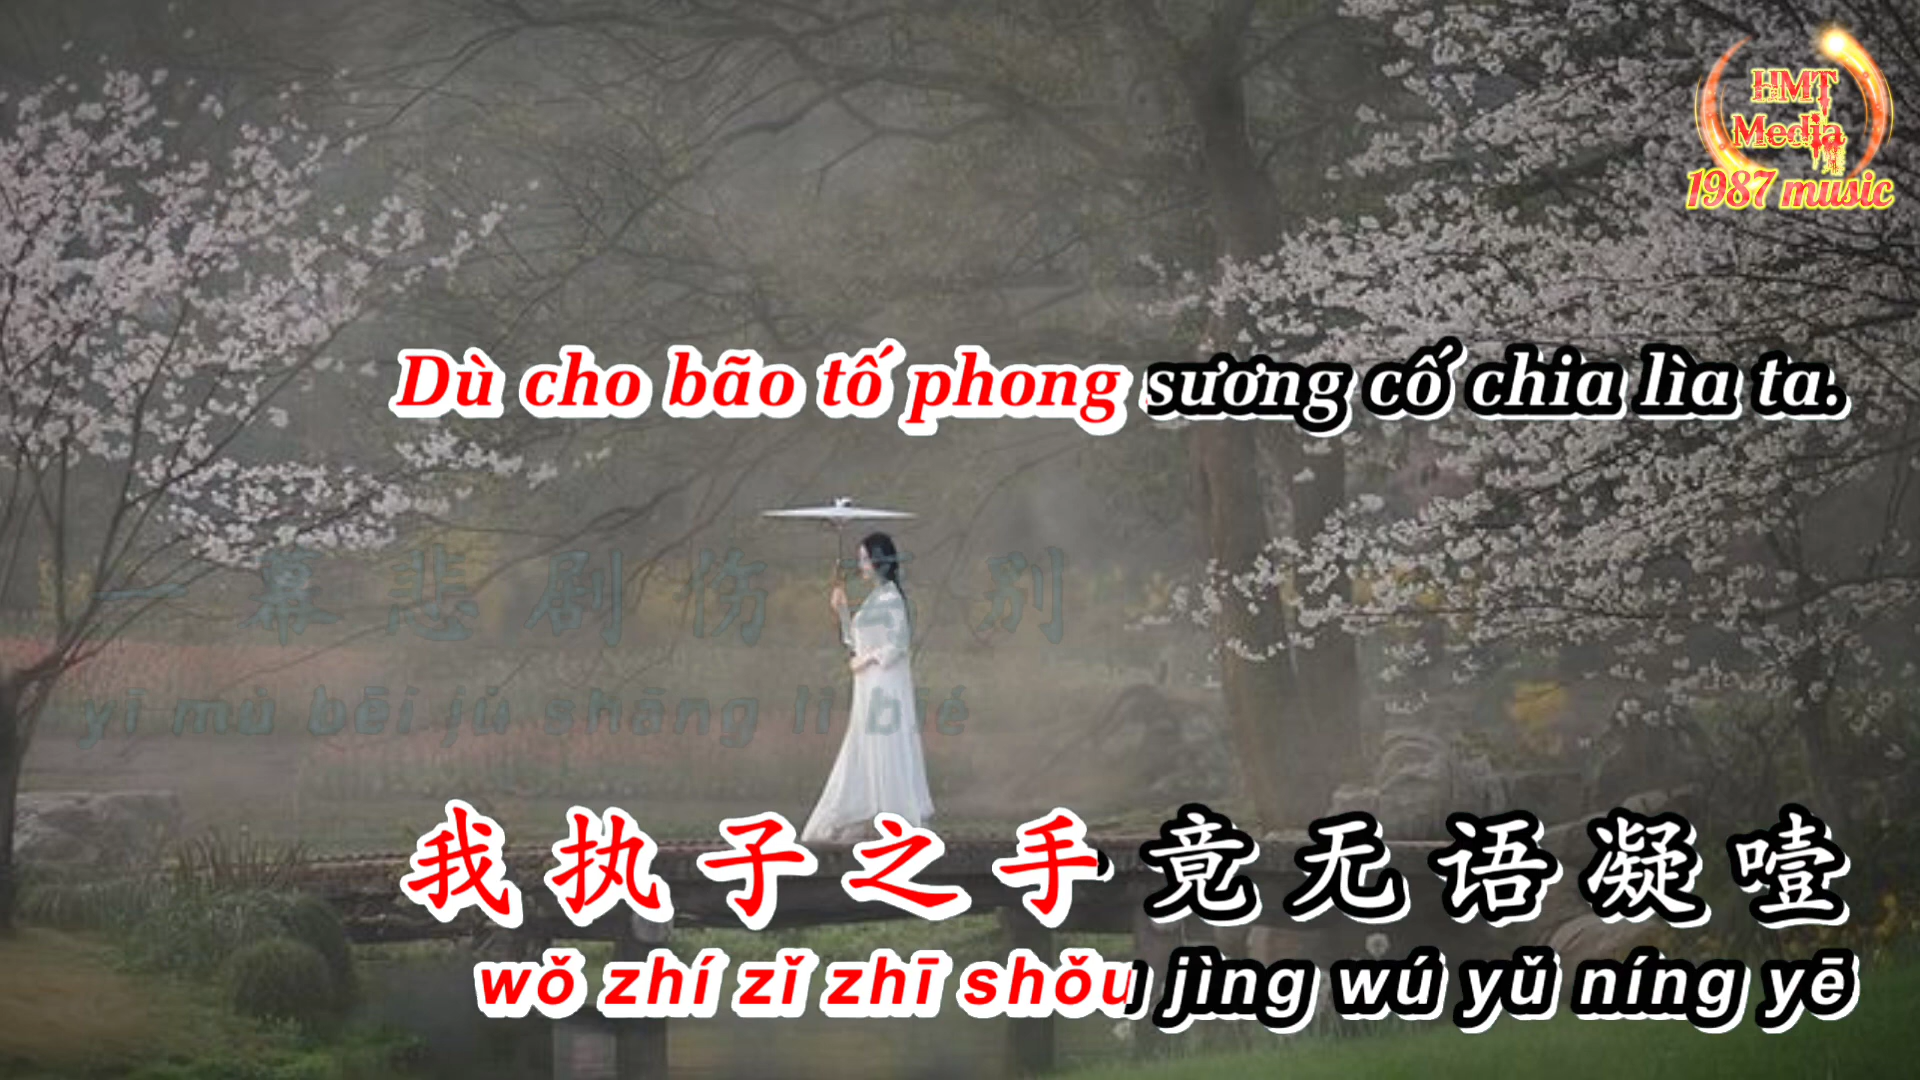 HMT
Media
1987 music
Dù cho bão tố phong sương cố chia lìa ta.
一幕悲剧伤离别
yī mù bēi jù shāng lí bié
我执子之手竟无语凝噎
wǒ zhí zǐ zhī shǒu jìng wú yǔ níng yē